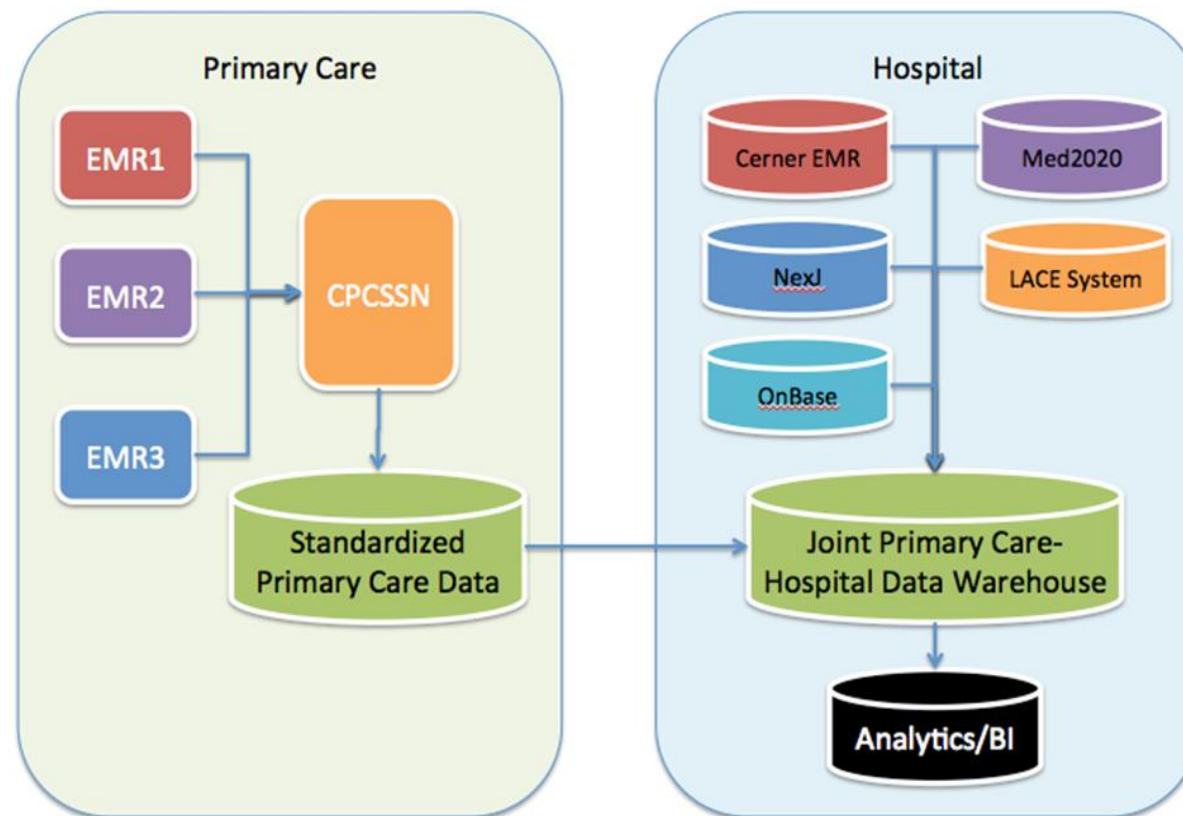 Primary Care
EMR1
EMR2
EMR3
CPCSSN
Standardized
Primary Care Data
Hospital
Cerner EMR
Med2020
NexJ
LACE System
OnBase
Joint Primary Care-
Hospital Data Warehouse
Analytics/BI